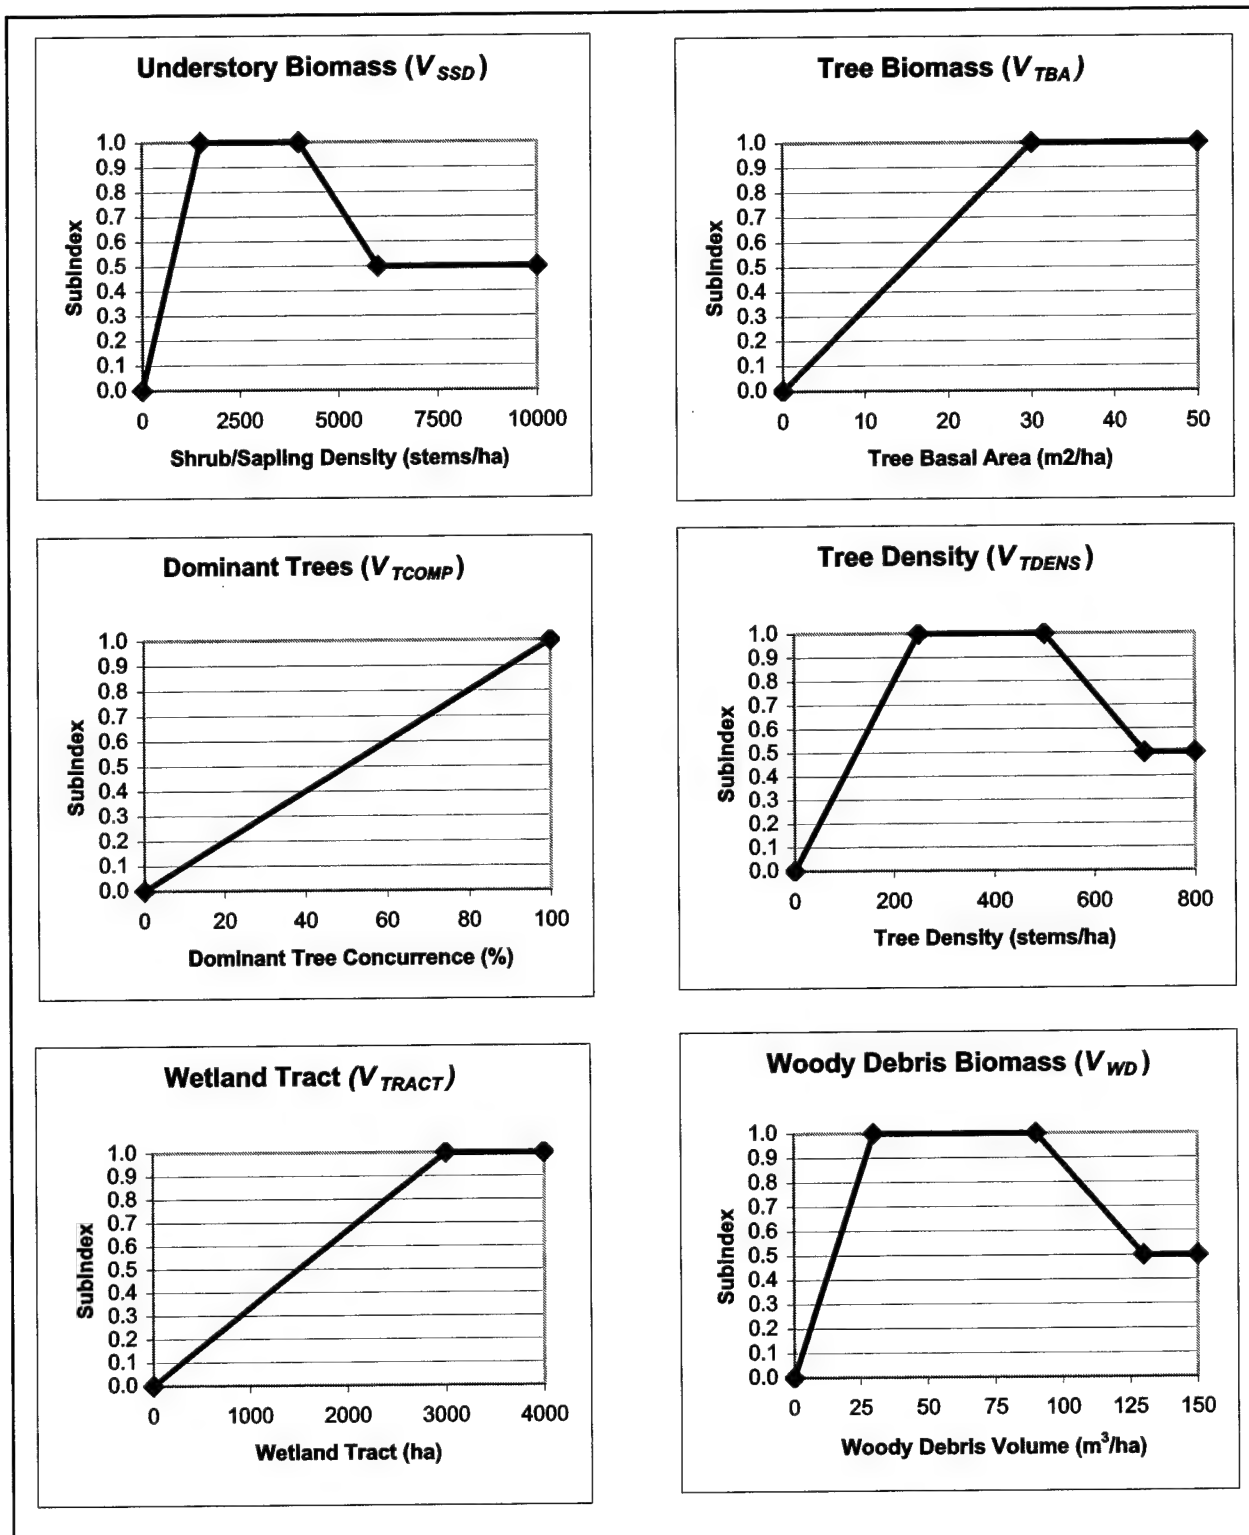 Understory Biomass (V SSD)
SubIndex
1.0
0.9
0.8
0.7
0.6
0.5
0.4
0.3
0.2
0.1
0.0
0 2500 5000 7500 10000
Shrub/Sapling Density (stems/ha)
Tree Biomass (V TBA)
SubIndex
1.0
0.9
0.8
0.7
0.6
0.5
0.4
0.3
0.2
0.1
0.0
0 10 20 30 40 50
Tree Basal Area (m2/ha)
Dominant Trees (V TCOMP)
SubIndex
1.0
0.9
0.8
0.7
0.6
0.5
0.4
0.3
0.2
0.1
0.0
0 20 40 60 80 100
Dominant Tree Concurrence (%)
Tree Density (V TDENS)
SubIndex
1.0
0.9
0.8
0.7
0.6
0.5
0.4
0.3
0.2
0.1
0.0
0 200 400 600 800
Tree Density (stems/ha)
Wetland Tract (V TRACT)
SubIndex
1.0
0.9
0.8
0.7
0.6
0.5
0.4
0.3
0.2
0.1
0.0
0 1000 2000 3000 4000
Wetland Tract (ha)
Woody Debris Biomass (V WD)
SubIndex
1.0
0.9
0.8
0.7
0.6
0.5
0.4
0.3
0.2
0.1
0.0
0 25 50 75 100 125 150
Woody Debris Volume (m³/ha)